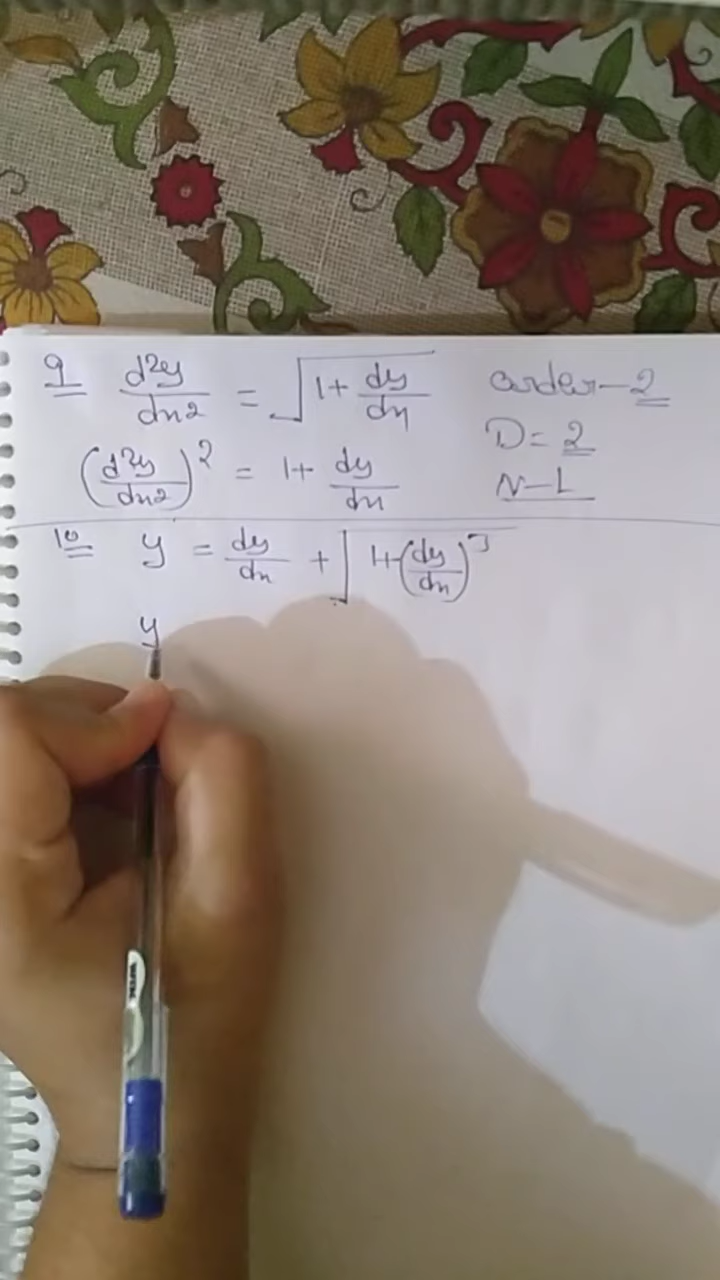 9 d²y/dx² = √(1+ dy/dx) order-2
(d²y/dx²)² = 1+ dy/dx D= 2
N-L
10 y = dy/dx + √(1+(dy/dx)³)
y